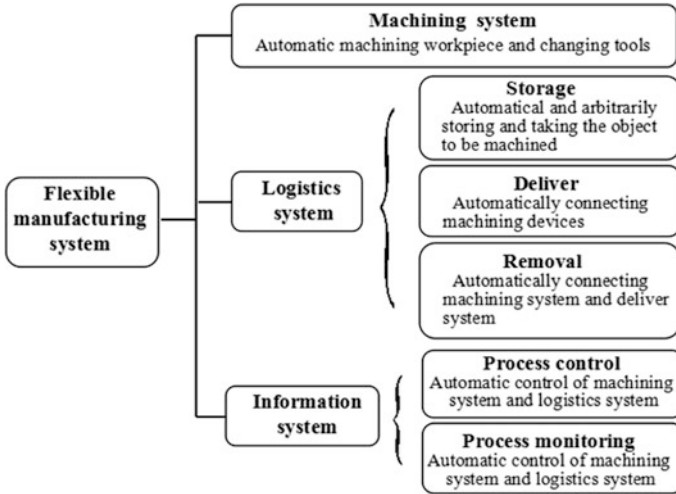 Machining system
Automatic machining workpiece and changing tools
Storage
Automatical and arbitrarily
storing and taking the object
to be machined
Flexible
manufacturing
system
Logistics
system
Deliver
Automatically connecting
machining devices
Removal
Automatically connecting
machining system and deliver
system
Information
system
Process control
Automatic control of machining
system and logistics system
Process monitoring
Automatic control of machining
system and logistics system